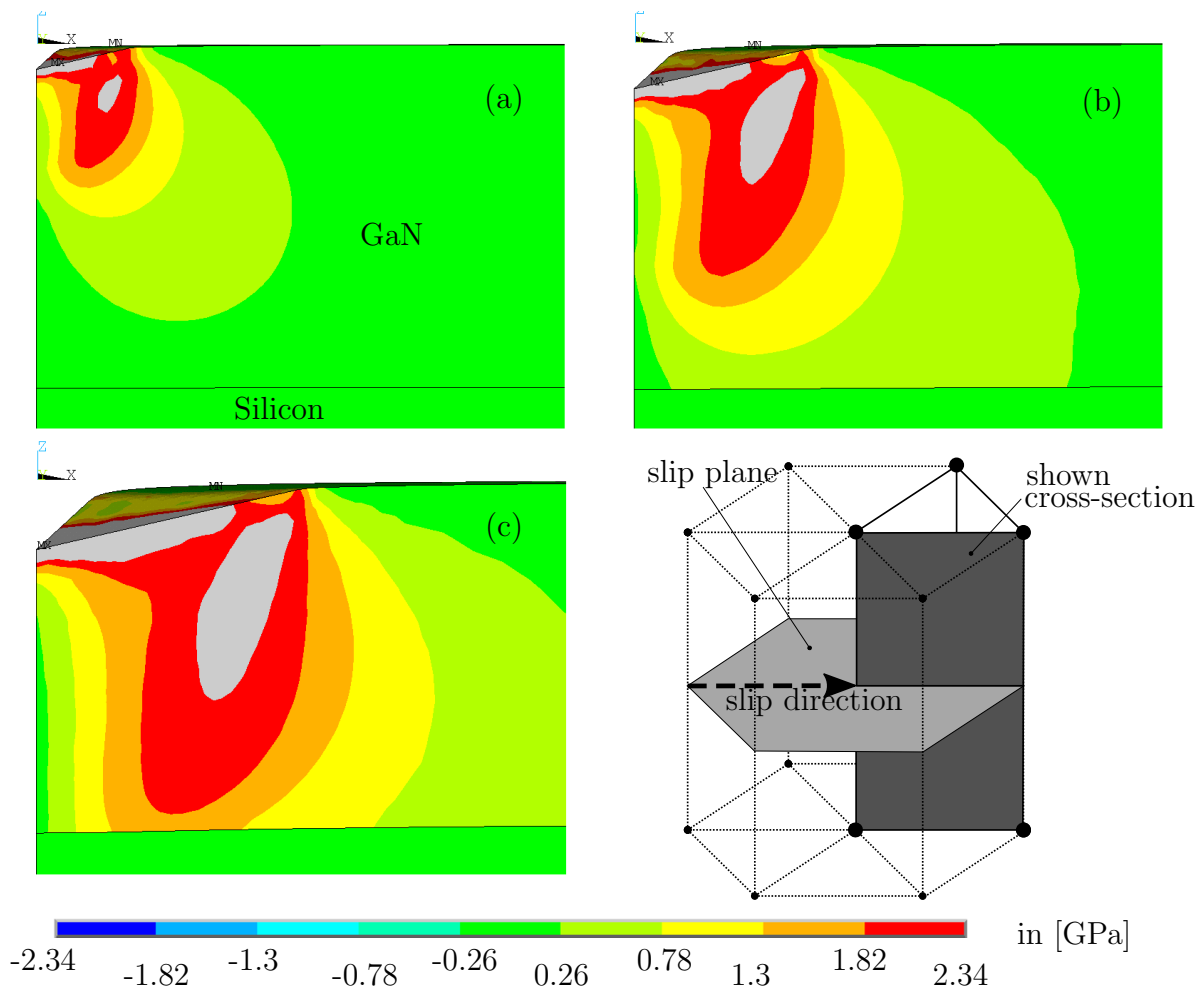 Z
Y X
MN
MX
(a)
GaN
Silicon
Z
Y X
MN
MX
(b)
Z
Y X
MN
MX
(c)
slip plane
shown
cross-section
slip direction
in [GPa]
-2.34 -1.82 -1.3 -0.78 -0.26 0.26 0.78 1.3 1.82 2.34